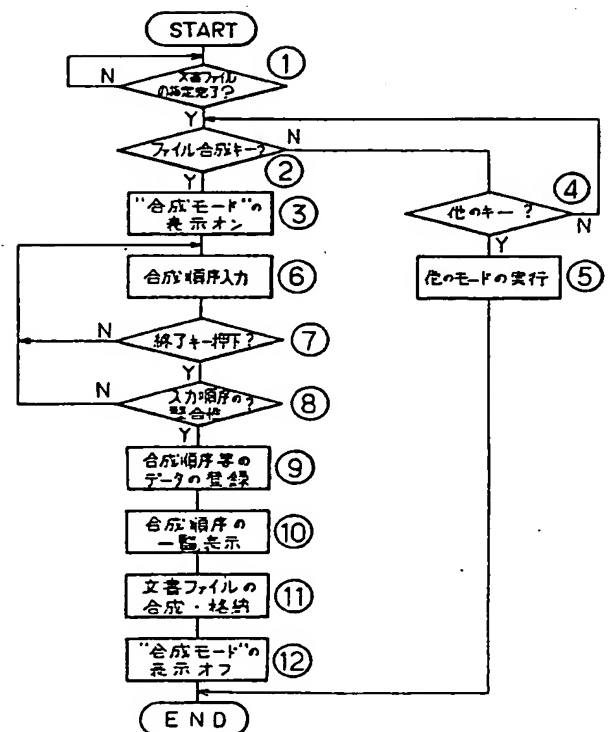 START
①
文書ファイル
の指定完了?
N
Y
ファイル合成キー?
N
②
Y
"合成モード"の
表示オン
③
他のキー?
④
N
Y
他のモードの実行
⑤
合成順序入力
⑥
N
終了キー押下?
⑦
Y
N
入力順序の?
整合性
⑧
Y
合成順序等の
データの登録
⑨
合成順序の
一覧表示
⑩
文書ファイルの
合成・格納
⑪
"合成モード"の
表示オフ
⑫
END